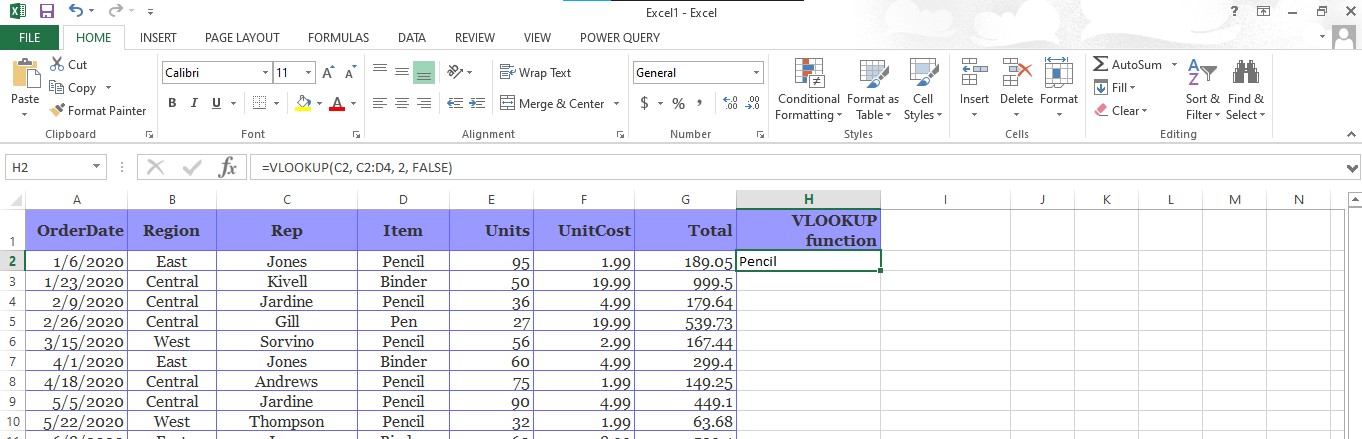 Excel1 - Excel
?
FILE HOME INSERT PAGE LAYOUT FORMULAS DATA REVIEW VIEW POWER QUERY
Cut
Copy
Format Painter
Paste
Clipboard
Calibri 11 A A
B I U A
Font
Wrap Text
Merge & Center
Alignment
General
$ % , .00 .00
Number
Conditional Formatting
Format as Table
Cell Styles
Styles
Insert Delete Format
Cells
AutoSum
Fill
Clear
Sort & Filter
Find & Select
Editing
H2 fx =VLOOKUP(C2, C2:D4, 2, FALSE)
A B C D E F G H I J K L M N
1 OrderDate Region Rep Item Units UnitCost Total VLOOKUP function
2 1/6/2020 East Jones Pencil 95 1.99 189.05 Pencil
3 1/23/2020 Central Kivell Binder 50 19.99 999.5
4 2/9/2020 Central Jardine Pencil 36 4.99 179.64
5 2/26/2020 Central Gill Pen 27 19.99 539.73
6 3/15/2020 West Sorvino Pencil 56 2.99 167.44
7 4/1/2020 East Jones Binder 60 4.99 299.4
8 4/18/2020 Central Andrews Pencil 75 1.99 149.25
9 5/5/2020 Central Jardine Pencil 90 4.99 449.1
10 5/22/2020 West Thompson Pencil 32 1.99 63.68